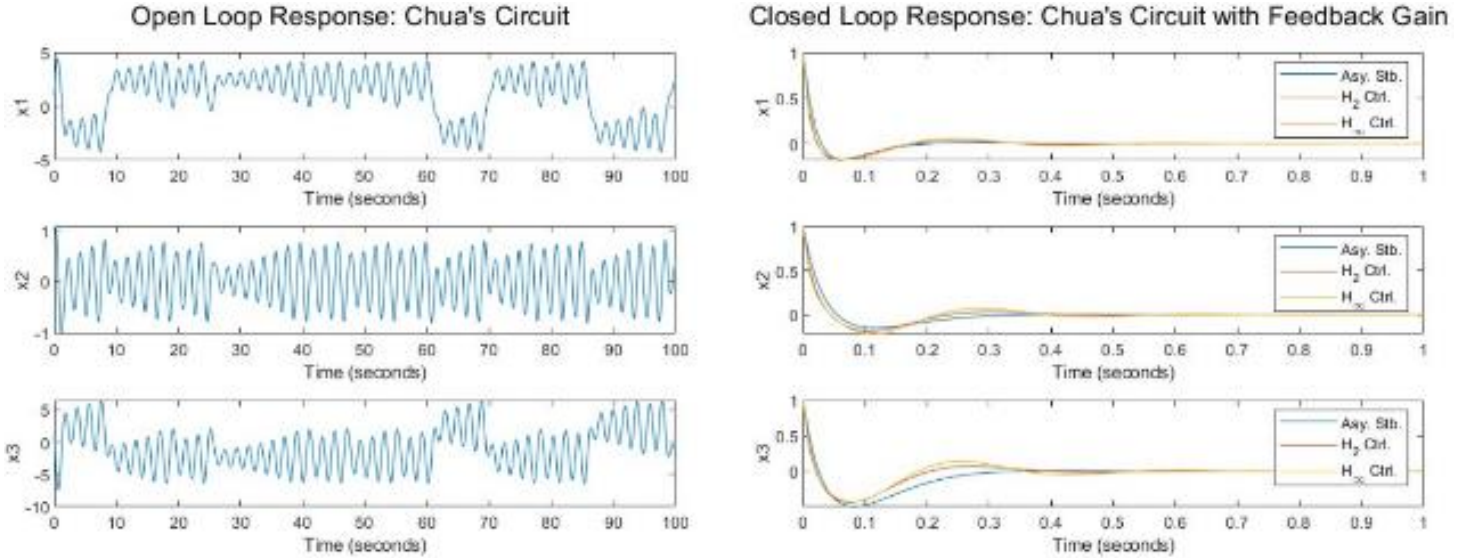 Open Loop Response: Chua's Circuit
5
0
-5
x1
0 10 20 30 40 50 60 70 80 90 100
Time (seconds)
1
0
-1
x2
0 10 20 30 40 50 60 70 80 90 100
Time (seconds)
5
0
-5
-10
x3
0 10 20 30 40 50 60 70 80 90 100
Time (seconds)
Closed Loop Response: Chua's Circuit with Feedback Gain
1
0.5
0
x1
Asy. Stb.
H2 Ctrl.
H∞ Ctrl.
0 0.1 0.2 0.3 0.4 0.5 0.6 0.7 0.8 0.9 1
Time (seconds)
1
0.5
0
x2
Asy. Stb.
H2 Ctrl.
H∞ Ctrl.
0 0.1 0.2 0.3 0.4 0.5 0.6 0.7 0.8 0.9 1
Time (seconds)
1
0.5
0
x3
Asy. Stb.
H2 Ctrl.
H∞ Ctrl.
0 0.1 0.2 0.3 0.4 0.5 0.6 0.7 0.8 0.9 1
Time (seconds)